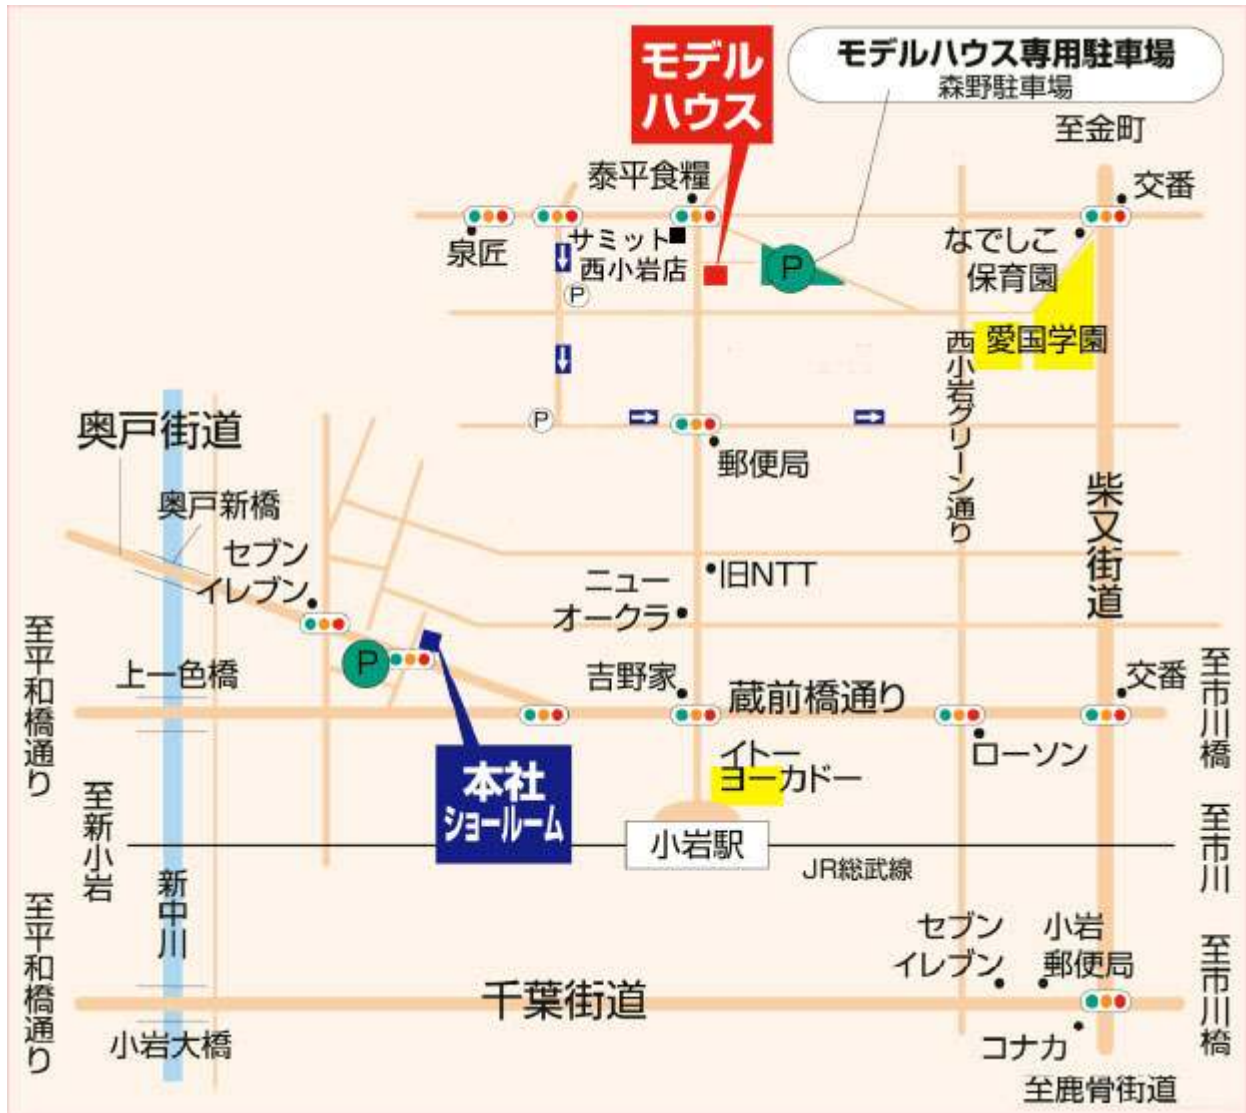 モデル
ハウス
モデルハウス専用駐車場
森野駐車場
至金町
泰平食糧
交番
泉匠
サミット
西小岩店
P
なでしこ
保育園
P
愛国学園
西小岩グリーン通り
奥戸街道
P
郵便局
柴又街道
奥戸新橋
セブン
イレブン
旧NTT
ニュー
オークラ
至平和橋通り
P
上一色橋
吉野家
蔵前橋通り
交番
至市川橋
イトー
ヨーカドー
ローソン
本社
ショールーム
至新小岩
小岩駅
JR総武線
至市川
新中川
セブン
イレブン
小岩
郵便局
至平和橋通り
千葉街道
至市川橋
小岩大橋
コナカ
至鹿骨街道